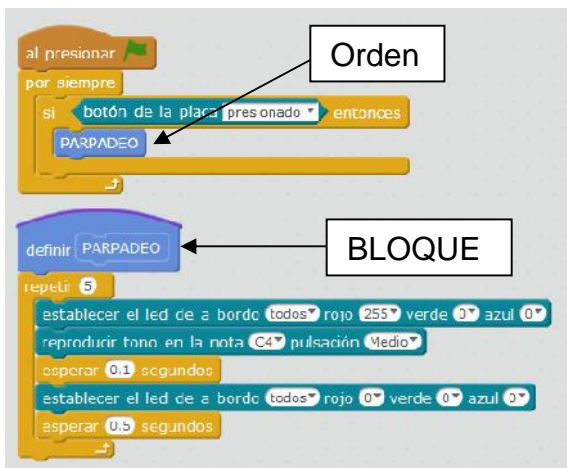 al presionar
Orden
por siempre
si botón de la placa presionado entonces
PARPADEO
definir PARPADEO
BLOQUE
repetir 5
establecer el led de a bordo todos rojo 255 verde 0 azul 0
reproducir tono en la nota C4 pulsación Medio
esperar 0.1 segundos
establecer el led de a bordo todos rojo 0 verde 0 azul 0
esperar 0.5 segundos